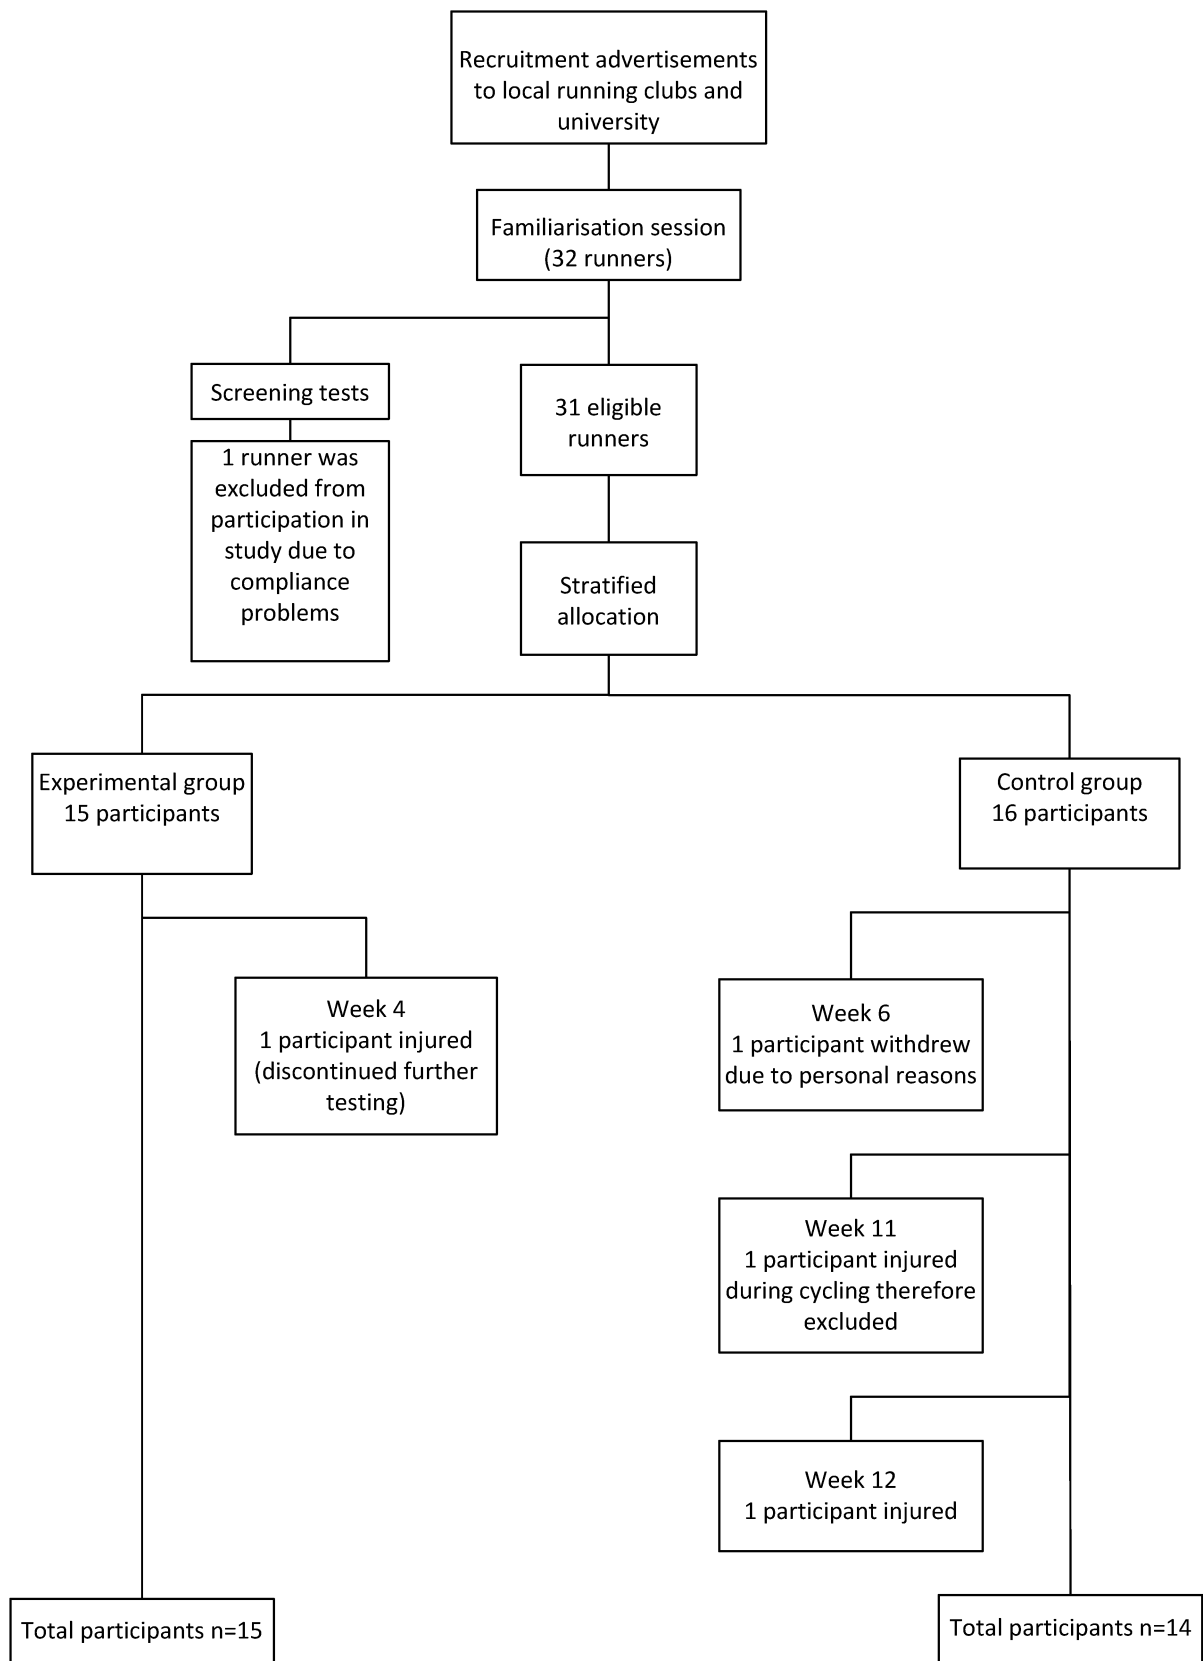 Recruitment advertisements
to local running clubs and
university
Familiarisation session
(32 runners)
Screening tests
1 runner was
excluded from
participation in
study due to
compliance
problems
31 eligible
runners
Stratified
allocation
Experimental group
15 participants
Control group
16 participants
Week 4
1 participant injured
(discontinued further
testing)
Week 6
1 participant withdrew
due to personal reasons
Week 11
1 participant injured
during cycling therefore
excluded
Week 12
1 participant injured
Total participants n=15
Total participants n=14